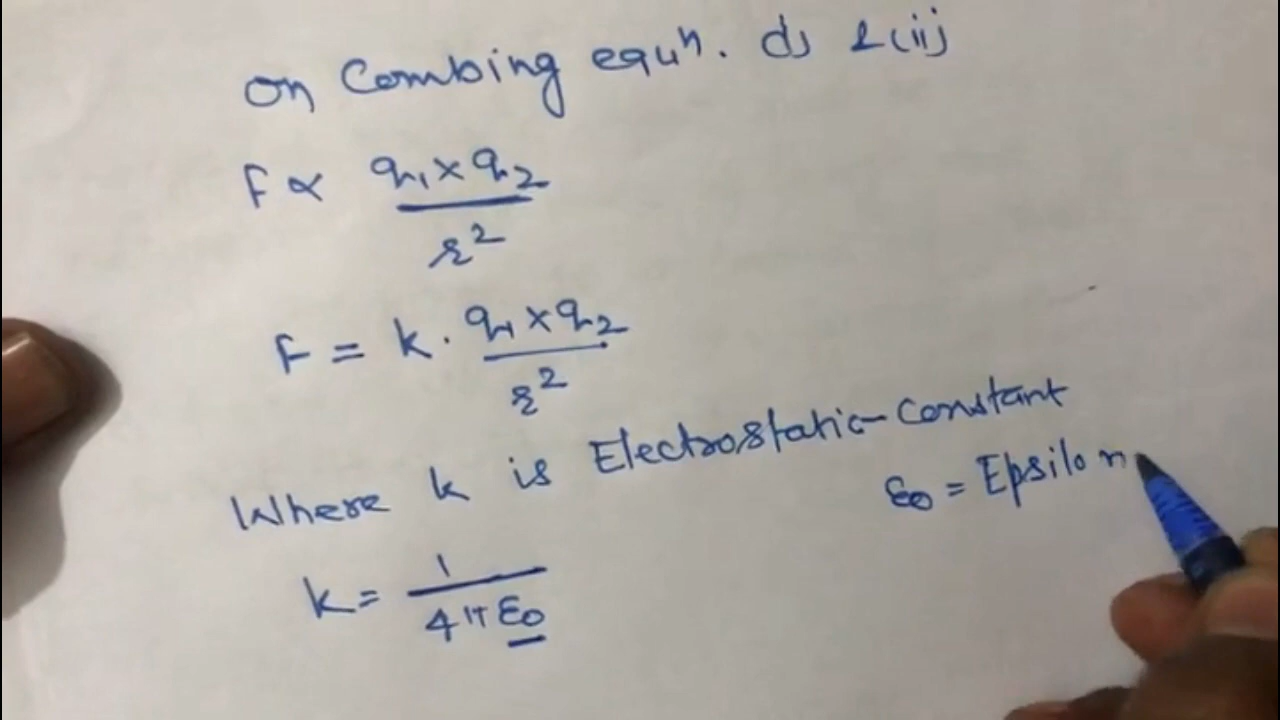 On Combing equⁿ. (i) & (ii)
F ∝ q₁ × q₂ / r²
F = k . q₁ × q₂ / r²
Where k is Electrostatic-Constant
ε₀ = Epsilon
k = 1 / 4π ε₀